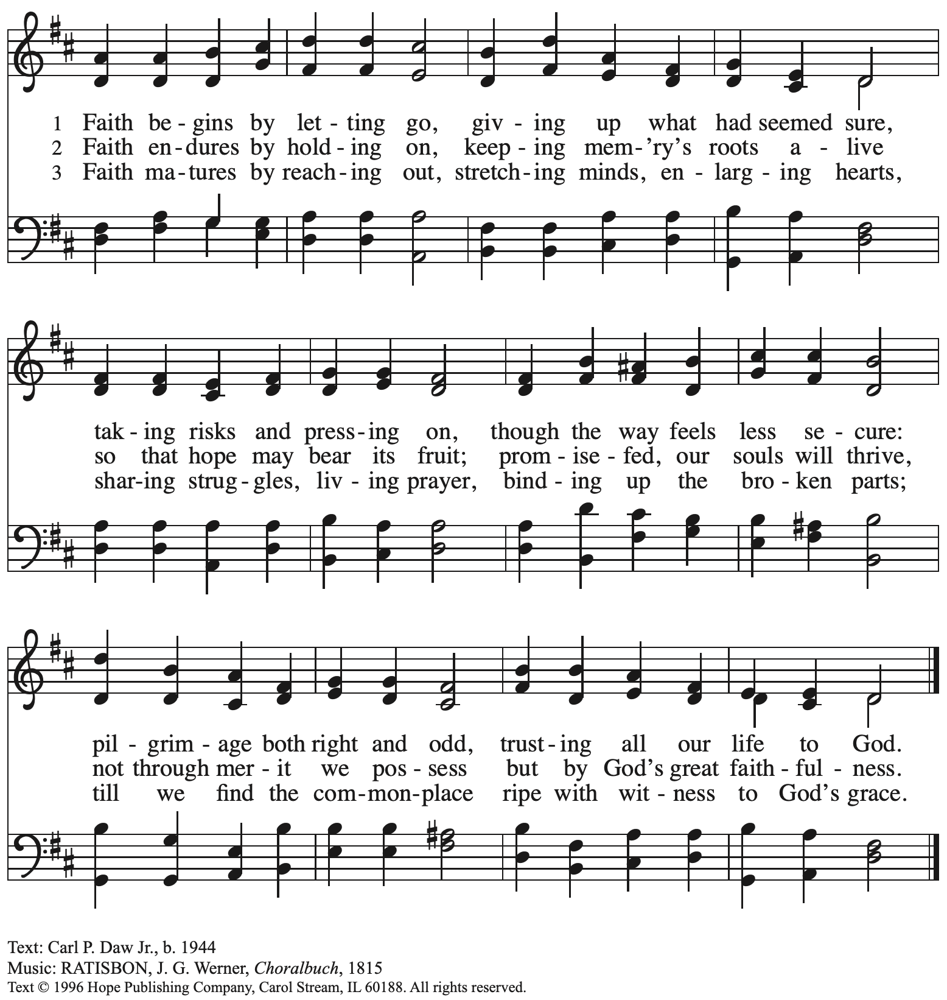 1 Faith be - gins by let - ting go, giv - ing up what had seemed sure,
2 Faith en - dures by hold - ing on, keep - ing mem - ’ry’s roots a - live
3 Faith ma - tures by reach - ing out, stretch - ing minds, en - larg - ing hearts,
tak - ing risks and press - ing on, though the way feels less se - cure:
so that hope may bear its fruit; prom - ise - fed, our souls will thrive,
shar - ing strug - gles, liv - ing prayer, bind - ing up the bro - ken parts;
pil - grim - age both right and odd, trust - ing all our life to God.
not through mer - it we pos - sess but by God’s great faith - ful - ness.
till we find the com - mon - place ripe with wit - ness to God’s grace.
Text: Carl P. Daw Jr., b. 1944
Music: RATISBON, J. G. Werner, Choralbuch, 1815
Text © 1996 Hope Publishing Company, Carol Stream, IL 60188. All rights reserved.